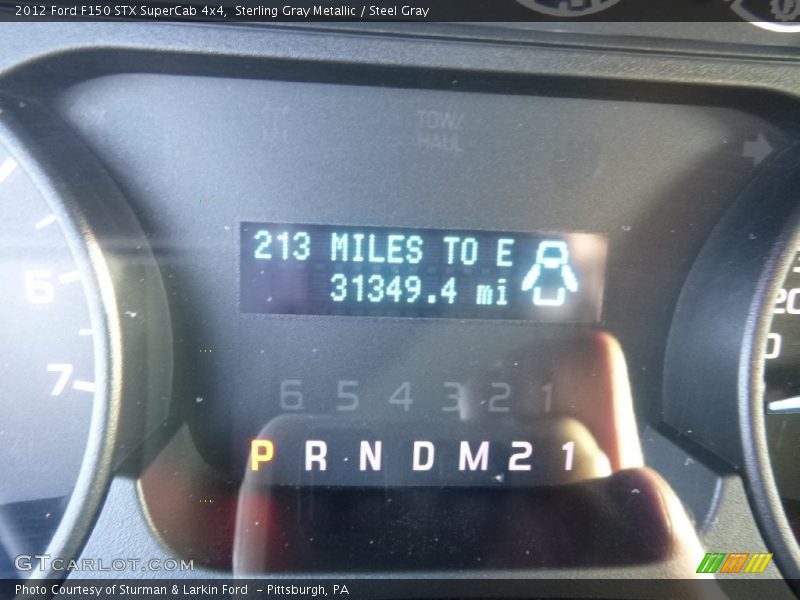 2012 Ford F150 STX SuperCab 4x4,  Sterling Gray Metallic / Steel Gray
TOW/
HAUL
213 MILES TO E
31349.4 mi
6
7
20
0
6 5 4 3 2 1
P R N D M 2 1
GTCARLOT.COM
Photo Courtesy of Sturman & Larkin Ford  - Pittsburgh, PA